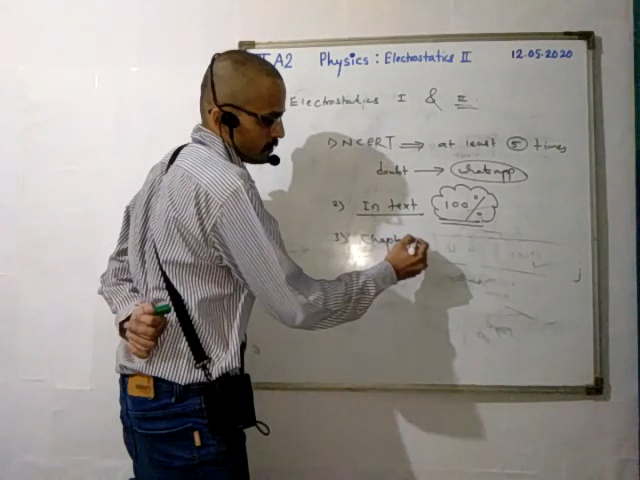 A2 Physics : Electrostatics II 12.05.2020
Electrostatics I & II
1) NCERT ⇒ at least 5 times
doubt → whatsapp
2) In text 100%
3) Chapt